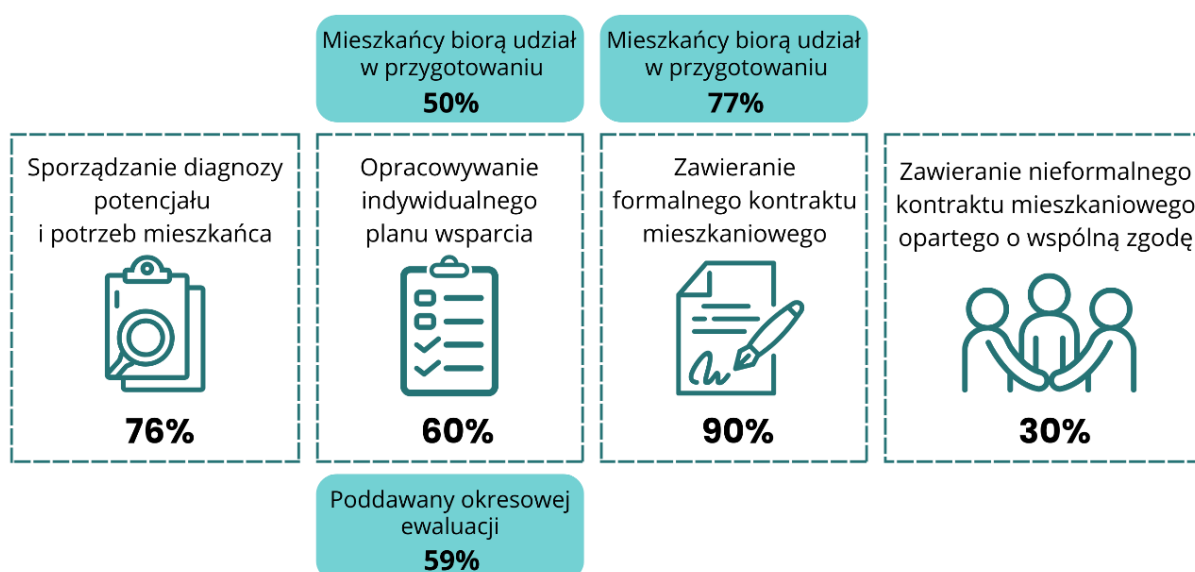 Mieszkańcy biorą udział
w przygotowaniu
50%
Mieszkańcy biorą udział
w przygotowaniu
77%
Sporządzanie diagnozy
potencjału
i potrzeb mieszkańca
76%
Opracowywanie
indywidualnego
planu wsparcia
60%
Zawieranie
formalnego kontraktu
mieszkaniowego
90%
Zawieranie nieformalnego
kontraktu mieszkaniowego
opartego o wspólną zgodę
30%
Poddawany okresowej
ewaluacji
59%